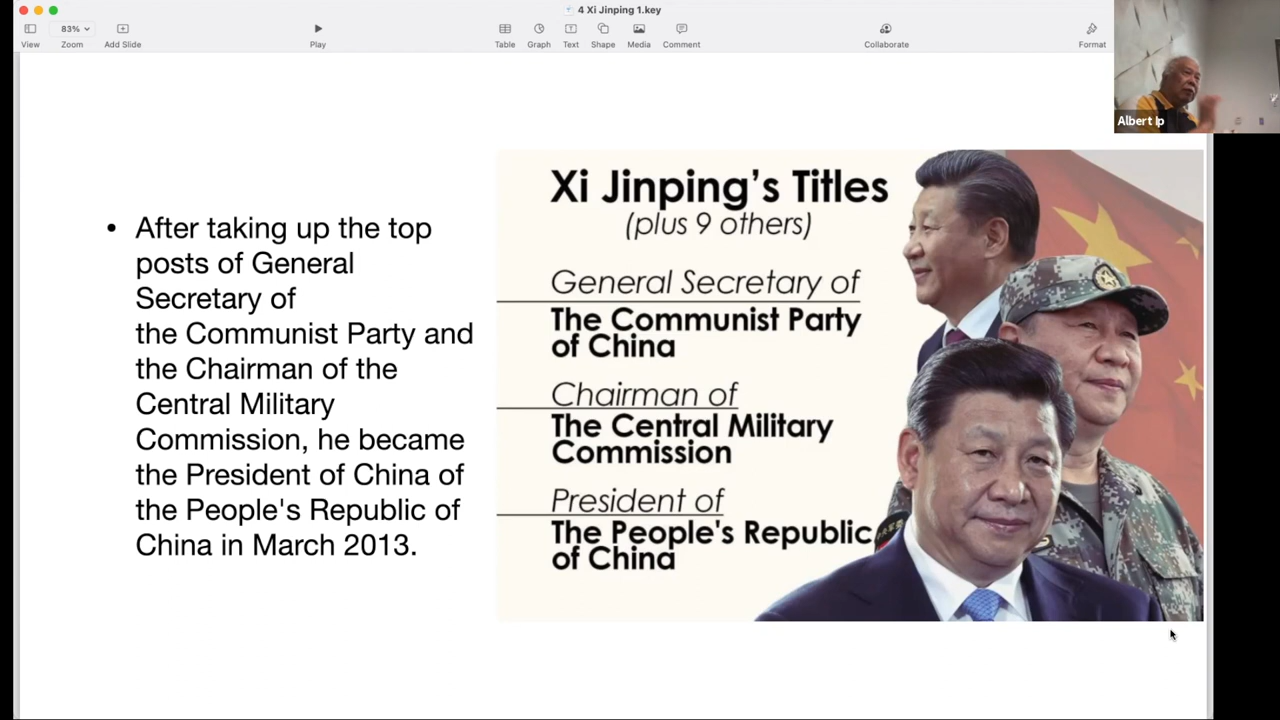 4 Xi Jinping 1.key
83%
View
Zoom
Add Slide
Play
Table
Graph
Text
Shape
Media
Comment
Collaborate
Format
Albert Ip
• After taking up the top
posts of General
Secretary of
the Communist Party and
the Chairman of the
Central Military
Commission, he became
the President of China of
the People's Republic of
China in March 2013.
Xi Jinping’s Titles
(plus 9 others)
General Secretary of
The Communist Party
of China
Chairman of
The Central Military
Commission
President of
The People's Republic
of China